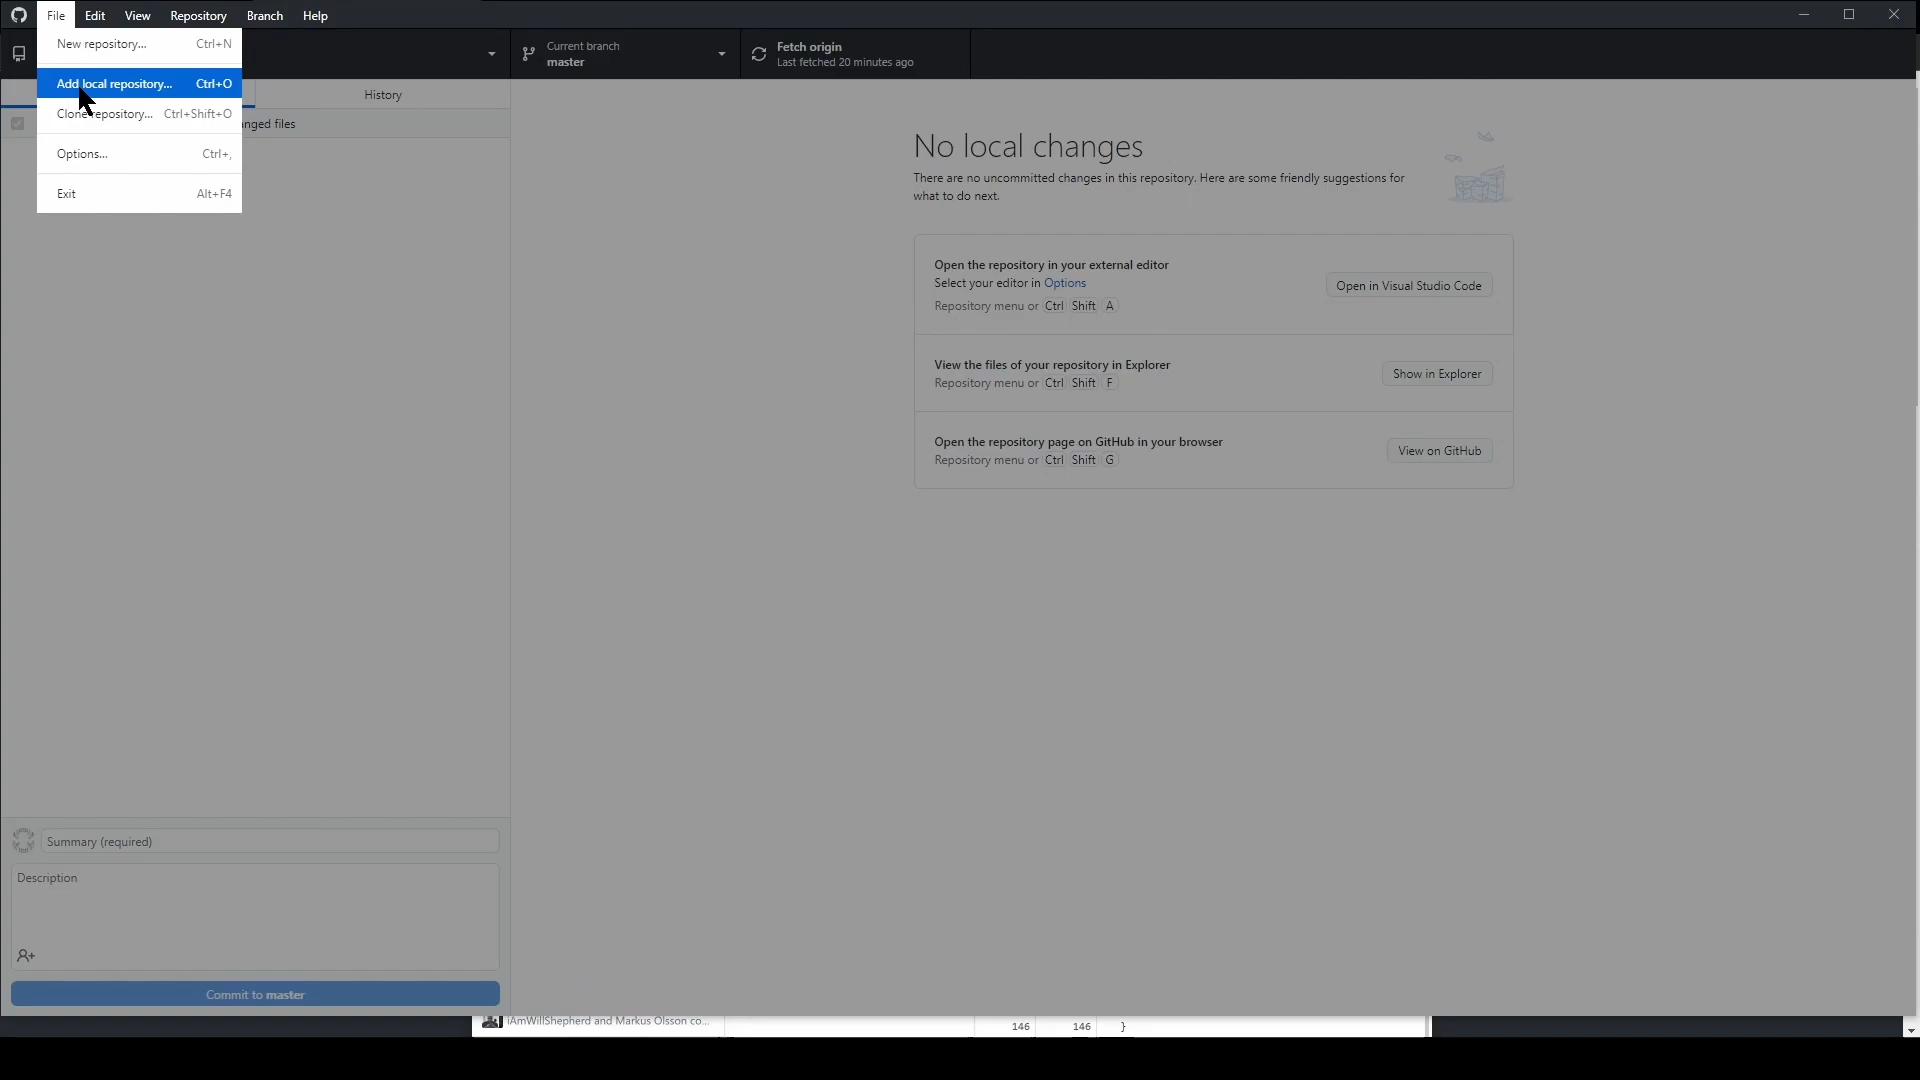 File Edit View Repository Branch Help
New repository... Ctrl+N
Add local repository... Ctrl+O
Clone repository... Ctrl+Shift+O
Options... Ctrl+,
Exit Alt+F4
Current branch
master
Fetch origin
Last fetched 20 minutes ago
History
anged files
No local changes
There are no uncommitted changes in this repository. Here are some friendly suggestions for
what to do next.
Open the repository in your external editor
Select your editor in Options
Repository menu or Ctrl Shift A
Open in Visual Studio Code
View the files of your repository in Explorer
Repository menu or Ctrl Shift F
Show in Explorer
Open the repository page on GitHub in your browser
Repository menu or Ctrl Shift G
View on GitHub
Summary (required)
Description
Commit to master
iAmWillShepherd and Markus Olsson co...
146 146 }